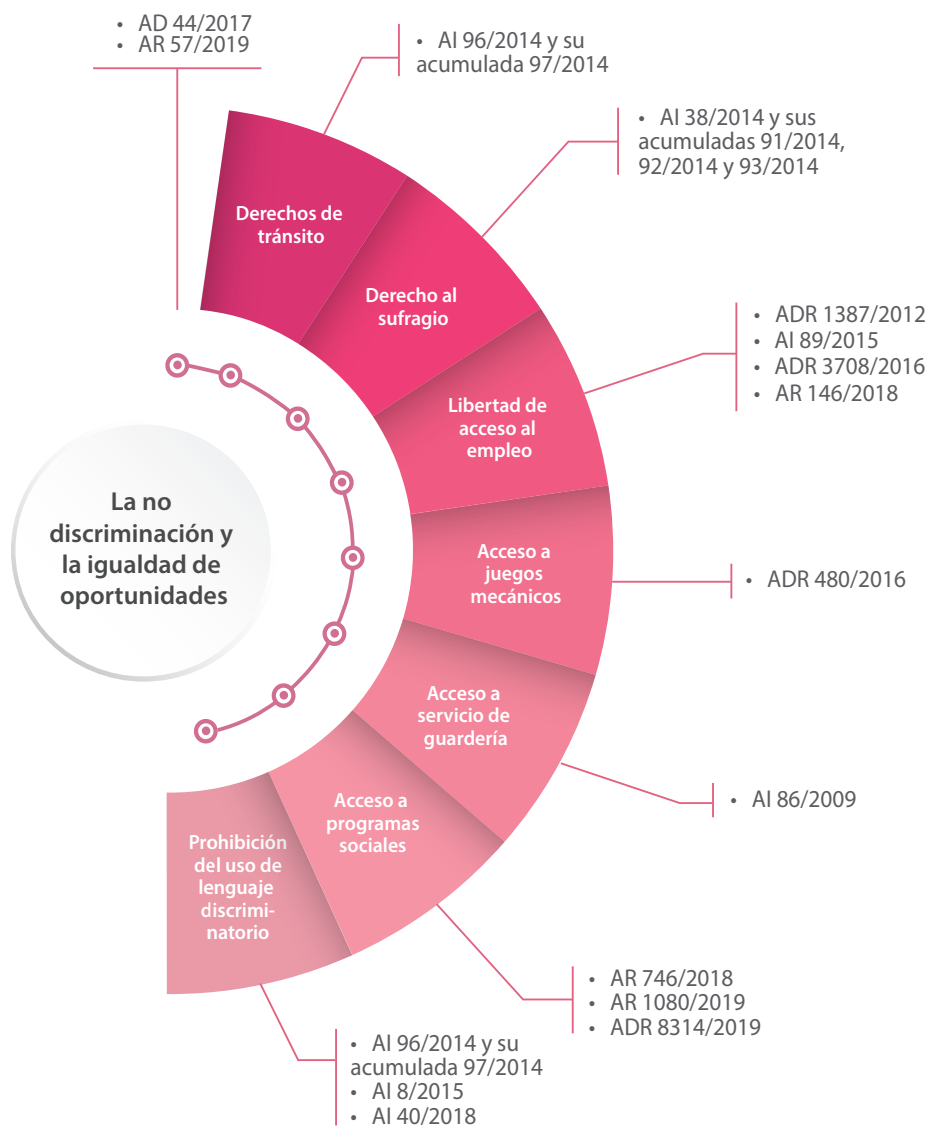 • AD 44/2017
• AR 57/2019
• AI 96/2014 y su
acumulada 97/2014
• AI 38/2014 y sus
acumuladas 91/2014,
92/2014 y 93/2014
Derechos de
tránsito
Derecho al
sufragio
• ADR 1387/2012
• AI 89/2015
• ADR 3708/2016
• AR 146/2018
Libertad de
acceso al
empleo
La no
discriminación y
la igualdad de
oportunidades
Acceso a
juegos
mecánicos
• ADR 480/2016
Acceso a
servicio de
guardería
• AI 86/2009
Acceso a
programas
sociales
Prohibición
del uso de
lenguaje
discrimi-
natorio
• AR 746/2018
• AR 1080/2019
• ADR 8314/2019
• AI 96/2014 y su
acumulada 97/2014
• AI 8/2015
• AI 40/2018